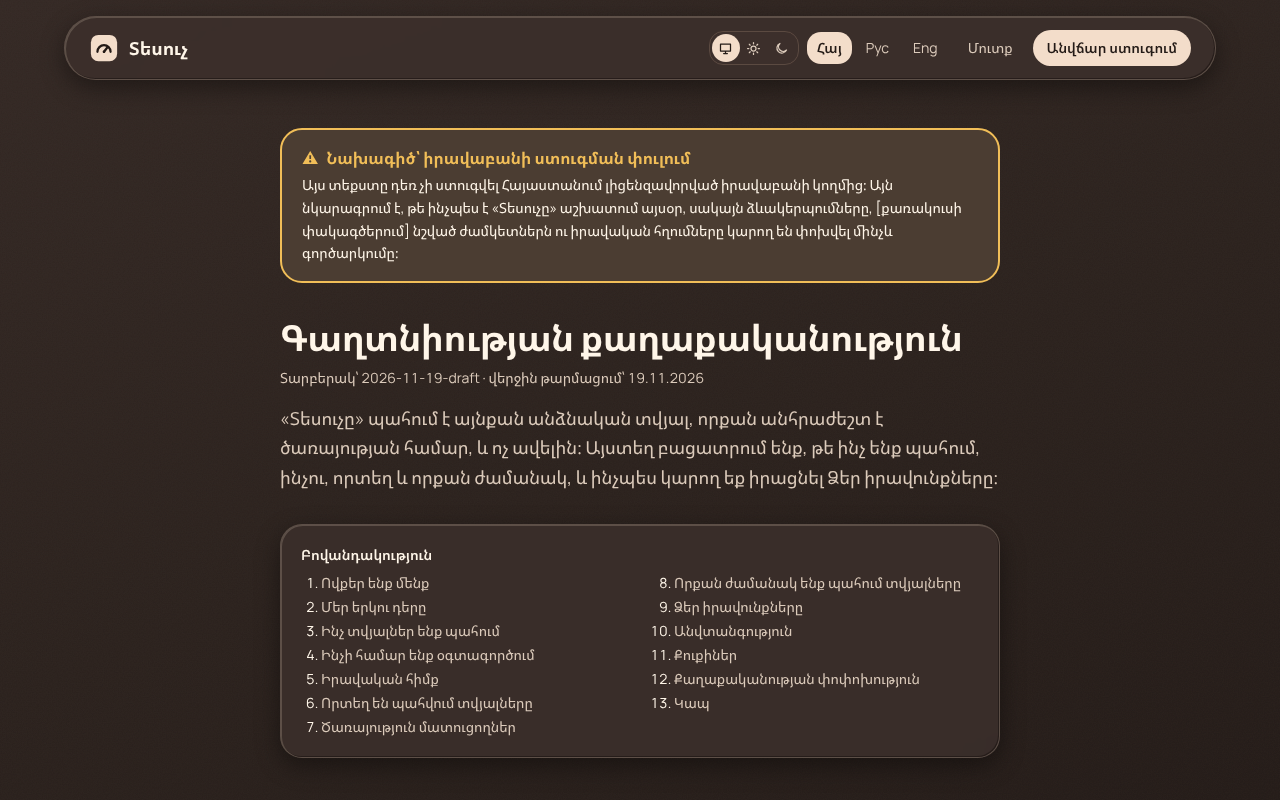 Տեսուչ
Հայ
Рус
Eng
Մուտք
Անվճար ստուգում
Նախագիծ՝ իրավաբանի ստուգման փուլում
Այս տեքստը դեռ չի ստուգվել Հայաստանում լիցենզավորված իրավաբանի կողմից։ Այն
նկարագրում է, թե ինչպես է «Տեսուչը» աշխատում այսօր, սակայն ձևակերպումները, [քառակուսի
փակագծերում] նշված ժամկետներն ու իրավական հղումները կարող են փոխվել մինչև
գործարկումը։
Գաղտնիության քաղաքականություն
Տարբերակ՝ 2026-11-19-draft · վերջին թարմացում՝ 19.11.2026
«Տեսուչը» պահում է այնքան անձնական տվյալ, որքան անհրաժեշտ է
ծառայության համար, և ոչ ավելին։ Այստեղ բացատրում ենք, թե ինչ ենք պահում,
ինչու, որտեղ և որքան ժամանակ, և ինչպես կարող եք իրացնել Ձեր իրավունքները։
Բովանդակություն
1. Ովքեր ենք մենք
2. Մեր երկու դերը
3. Ինչ տվյալներ ենք պահում
4. Ինչի համար ենք օգտագործում
5. Իրավական հիմք
6. Որտեղ են պահվում տվյալները
7. Ծառայություն մատուցողներ
8. Որքան ժամանակ ենք պահում տվյալները
9. Ձեր իրավունքները
10. Անվտանգություն
11. Քուքիներ
12. Քաղաքականության փոփոխություն
13. Կապ